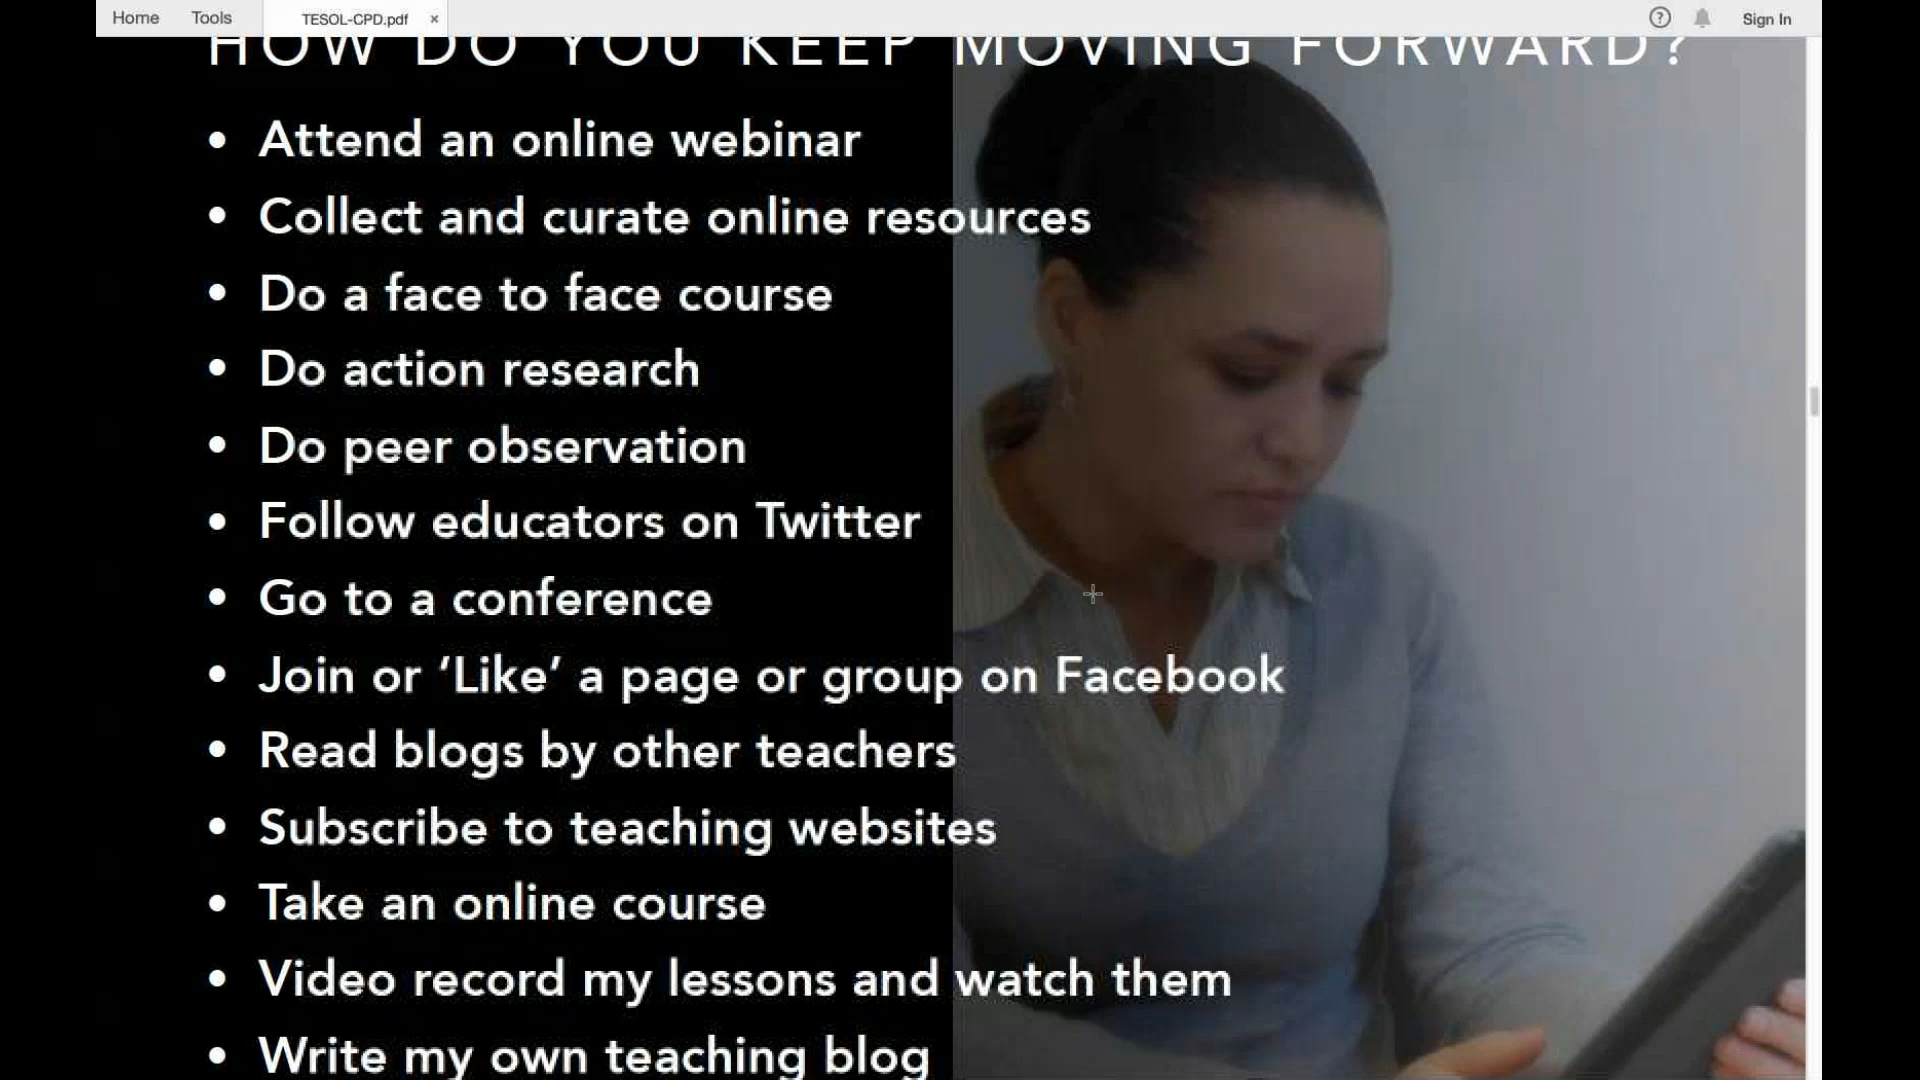 Home Tools TESOL-CPD.pdf × ? Sign In
HOW DO YOU KEEP MOVING FORWARD?
• Attend an online webinar
• Collect and curate online resources
• Do a face to face course
• Do action research
• Do peer observation
• Follow educators on Twitter
• Go to a conference
• Join or ‘Like’ a page or group on Facebook
• Read blogs by other teachers
• Subscribe to teaching websites
• Take an online course
• Video record my lessons and watch them
• Write my own teaching blog